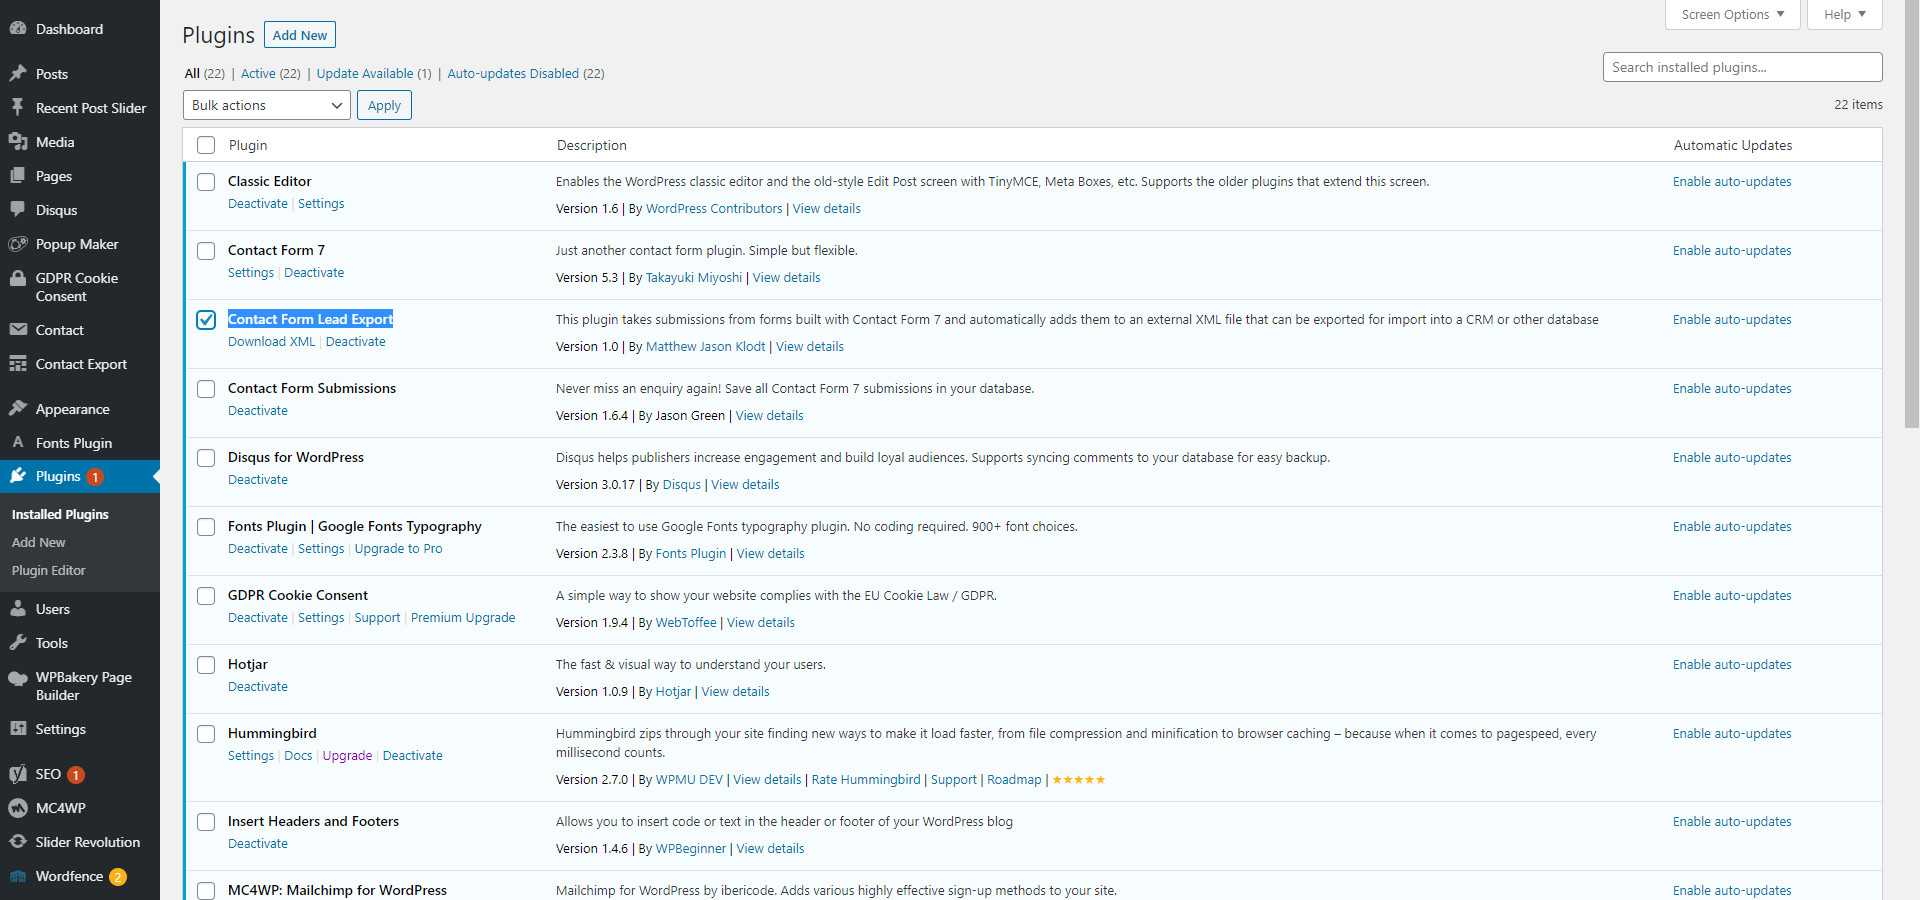 Dashboard
Posts
Recent Post Slider
Media
Pages
Disqus
Popup Maker
GDPR Cookie
Consent
Contact
Contact Export
Appearance
Fonts Plugin
Plugins 1
Installed Plugins
Add New
Plugin Editor
Users
Tools
WPBakery Page
Builder
Settings
SEO 1
MC4WP
Slider Revolution
Wordfence 2
Screen Options Help
Plugins Add New
All (22) | Active (22) | Update Available (1) | Auto-updates Disabled (22)
Search installed plugins...
Bulk actions Apply
22 items
Plugin Description Automatic Updates
Classic Editor
Deactivate | Settings
Enables the WordPress classic editor and the old-style Edit Post screen with TinyMCE, Meta Boxes, etc. Supports the older plugins that extend this screen.
Version 1.6 | By WordPress Contributors | View details
Enable auto-updates
Contact Form 7
Settings | Deactivate
Just another contact form plugin. Simple but flexible.
Version 5.3 | By Takayuki Miyoshi | View details
Enable auto-updates
Contact Form Lead Export
Download XML | Deactivate
This plugin takes submissions from forms built with Contact Form 7 and automatically adds them to an external XML file that can be exported for import into a CRM or other database
Version 1.0 | By Matthew Jason Klodt | View details
Enable auto-updates
Contact Form Submissions
Deactivate
Never miss an enquiry again! Save all Contact Form 7 submissions in your database.
Version 1.6.4 | By Jason Green | View details
Enable auto-updates
Disqus for WordPress
Deactivate
Disqus helps publishers increase engagement and build loyal audiences. Supports syncing comments to your database for easy backup.
Version 3.0.17 | By Disqus | View details
Enable auto-updates
Fonts Plugin | Google Fonts Typography
Deactivate | Settings | Upgrade to Pro
The easiest to use Google Fonts typography plugin. No coding required. 900+ font choices.
Version 2.3.8 | By Fonts Plugin | View details
Enable auto-updates
GDPR Cookie Consent
Deactivate | Settings | Support | Premium Upgrade
A simple way to show your website complies with the EU Cookie Law / GDPR.
Version 1.9.4 | By WebToffee | View details
Enable auto-updates
Hotjar
Deactivate
The fast & visual way to understand your users.
Version 1.0.9 | By Hotjar | View details
Enable auto-updates
Hummingbird
Settings | Docs | Upgrade | Deactivate
Hummingbird zips through your site finding new ways to make it load faster, from file compression and minification to browser caching – because when it comes to pagespeed, every
millisecond counts.
Version 2.7.0 | By WPMU DEV | View details | Rate Hummingbird | Support | Roadmap | ★★★★★
Enable auto-updates
Insert Headers and Footers
Deactivate
Allows you to insert code or text in the header or footer of your WordPress blog
Version 1.4.6 | By WPBeginner | View details
Enable auto-updates
MC4WP: Mailchimp for WordPress
Mailchimp for WordPress by ibericode. Adds various highly effective sign-up methods to your site.
Enable auto-updates